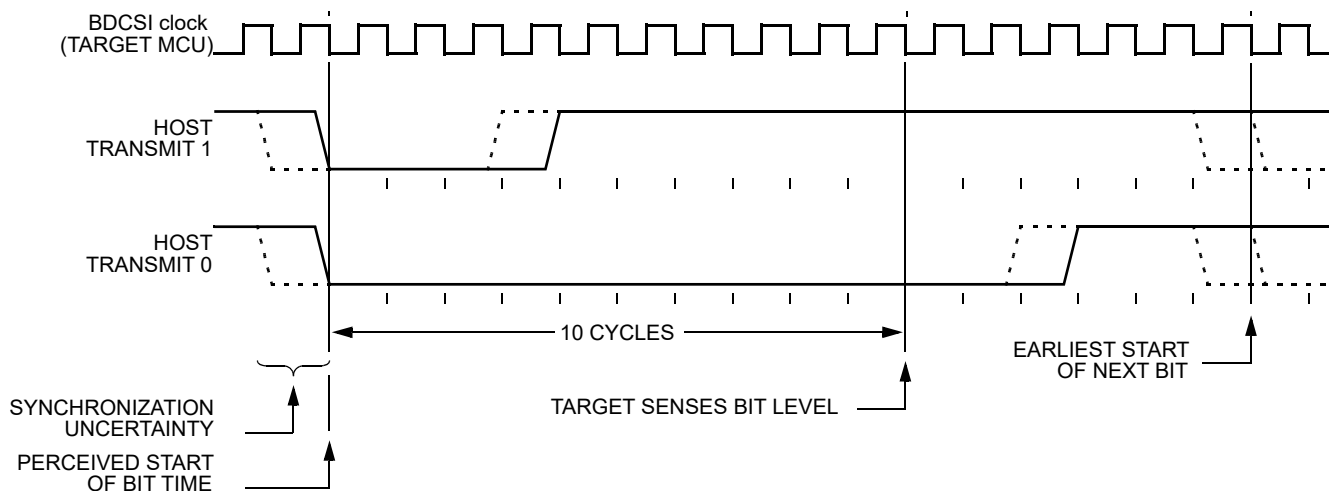 BDCSI clock
(TARGET MCU)
HOST
TRANSMIT 1
HOST
TRANSMIT 0
10 CYCLES
EARLIEST START
OF NEXT BIT
SYNCHRONIZATION
UNCERTAINTY
TARGET SENSES BIT LEVEL
PERCEIVED START
OF BIT TIME